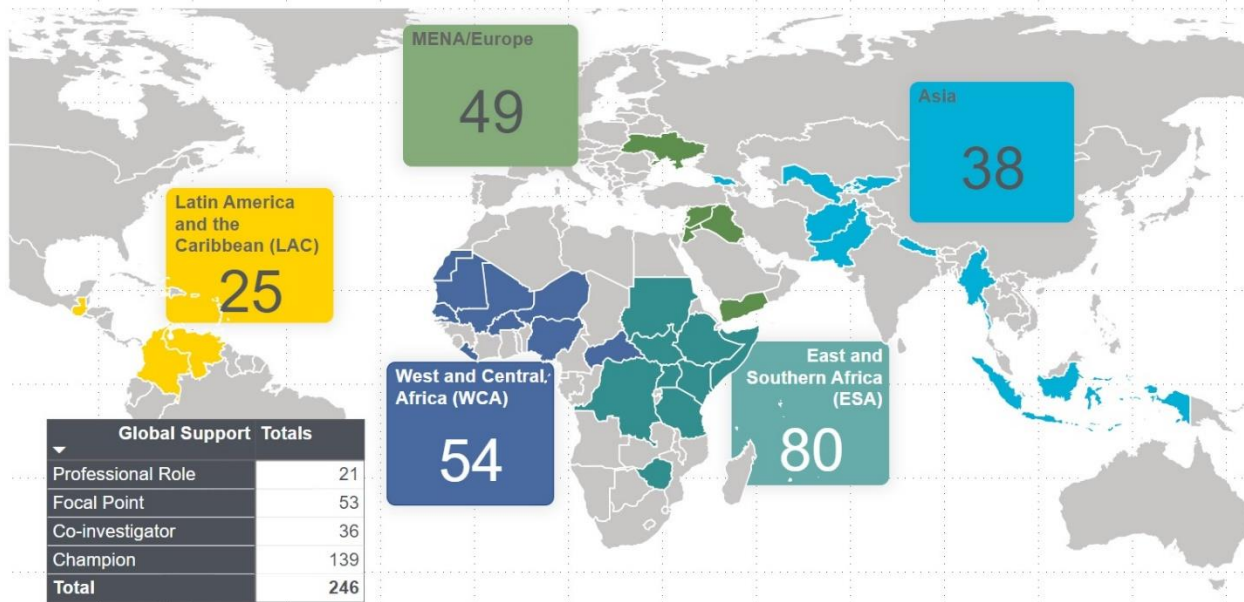 MENA/Europe
49
Asia
38
Latin America
and the
Caribbean (LAC)
25
West and Central
Africa (WCA)
54
East and
Southern Africa
(ESA)
80
Global Support Totals
Professional Role 21
Focal Point 53
Co-investigator 36
Champion 139
Total 246